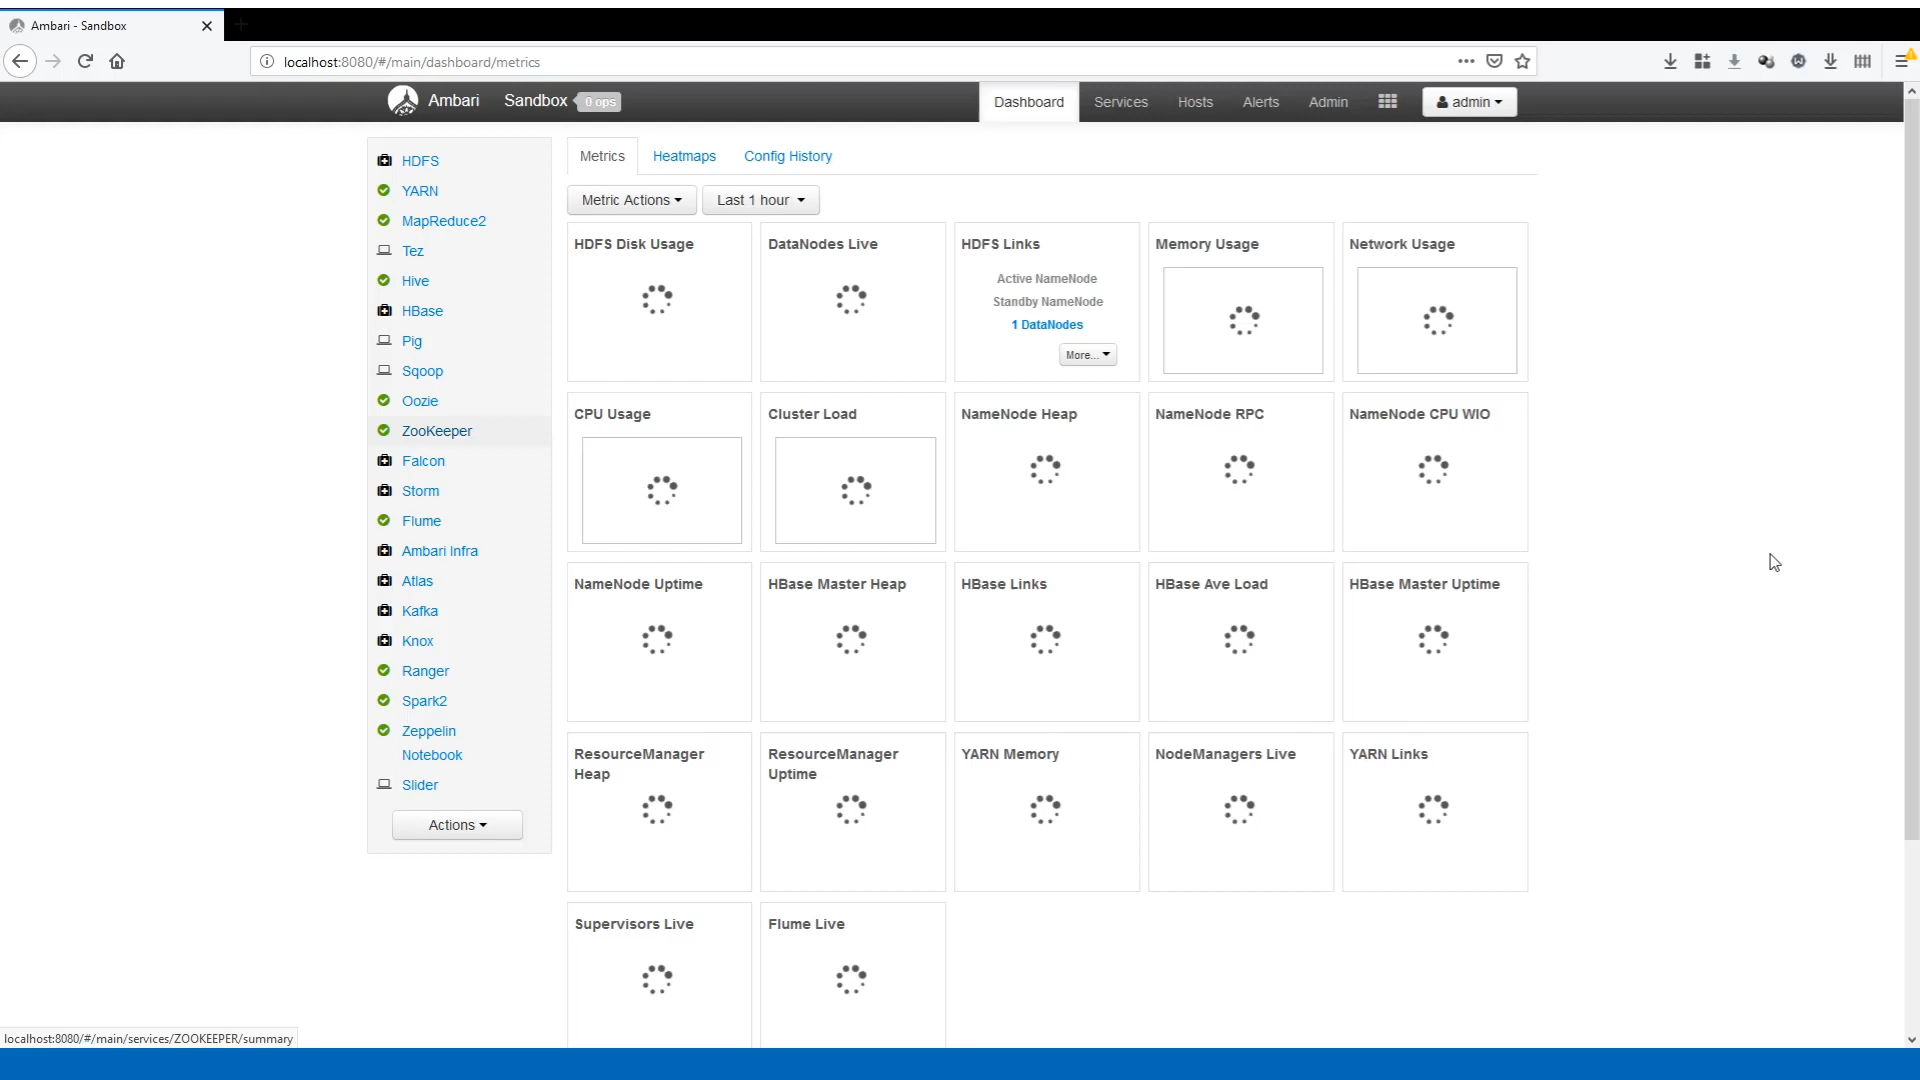 Ambari - Sandbox
localhost:8080/#/main/dashboard/metrics
Ambari
Sandbox
0 ops
Dashboard
Services
Hosts
Alerts
Admin
admin
HDFS
YARN
MapReduce2
Tez
Hive
HBase
Pig
Sqoop
Oozie
ZooKeeper
Falcon
Storm
Flume
Ambari Infra
Atlas
Kafka
Knox
Ranger
Spark2
Zeppelin
Notebook
Slider
Actions
Metrics
Heatmaps
Config History
Metric Actions
Last 1 hour
HDFS Disk Usage
DataNodes Live
HDFS Links
Active NameNode
Standby NameNode
1 DataNodes
More...
Memory Usage
Network Usage
CPU Usage
Cluster Load
NameNode Heap
NameNode RPC
NameNode CPU WIO
NameNode Uptime
HBase Master Heap
HBase Links
HBase Ave Load
HBase Master Uptime
ResourceManager
Heap
ResourceManager
Uptime
YARN Memory
NodeManagers Live
YARN Links
Supervisors Live
Flume Live
localhost:8080/#/main/services/ZOOKEEPER/summary